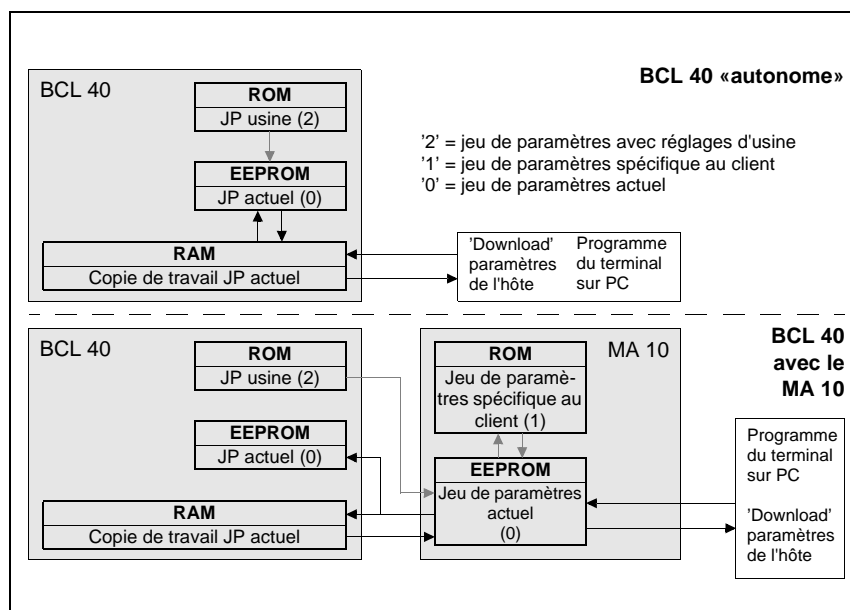 BCL 40 «autonome»
BCL 40
ROM
JP usine (2)
EEPROM
JP actuel (0)
RAM
Copie de travail JP actuel
'2' = jeu de paramètres avec réglages d'usine
'1' = jeu de paramètres spécifique au client
'0' = jeu de paramètres actuel
'Download'
paramètres
de l'hôte
Programme
du terminal
sur PC
BCL 40
avec le
MA 10
BCL 40
ROM
JP usine (2)
EEPROM
JP actuel (0)
RAM
Copie de travail JP actuel
MA 10
ROM
Jeu de paramè-
tres spécifique au
client (1)
EEPROM
Jeu de paramètres
actuel
(0)
Programme
du terminal
sur PC
'Download'
paramètres
de l'hôte